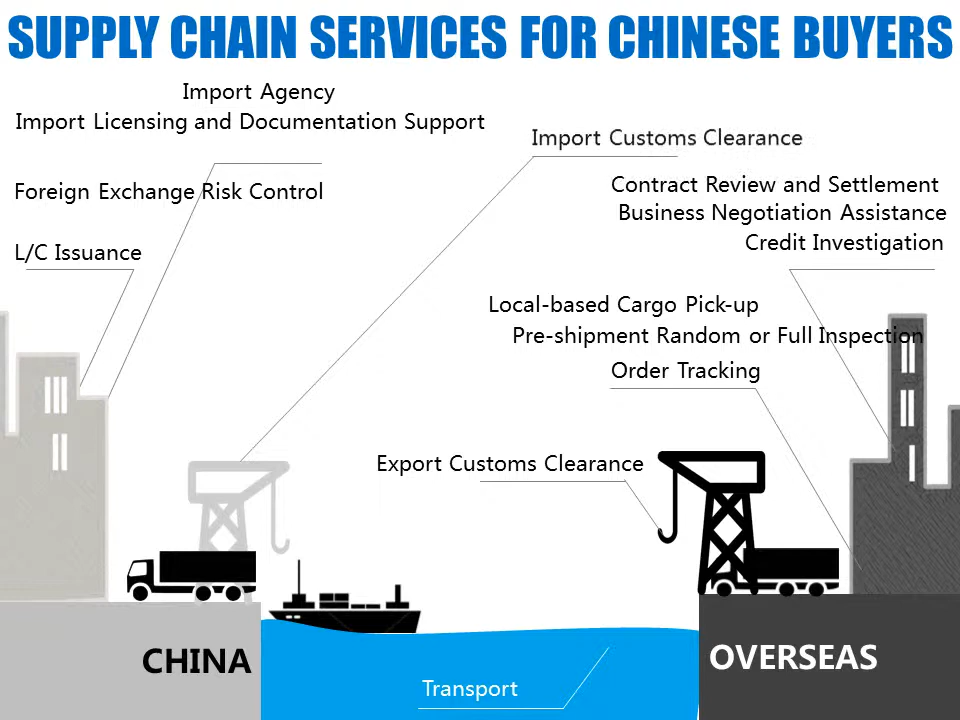 SUPPLY CHAIN SERVICES FOR CHINESE BUYERS
Import Agency
Import Licensing and Documentation Support
Import Customs Clearance
Foreign Exchange Risk Control
Contract Review and Settlement
Business Negotiation Assistance
Credit Investigation
L/C Issuance
Local-based Cargo Pick-up
Pre-shipment Random or Full Inspection
Order Tracking
Export Customs Clearance
CHINA
OVERSEAS
Transport